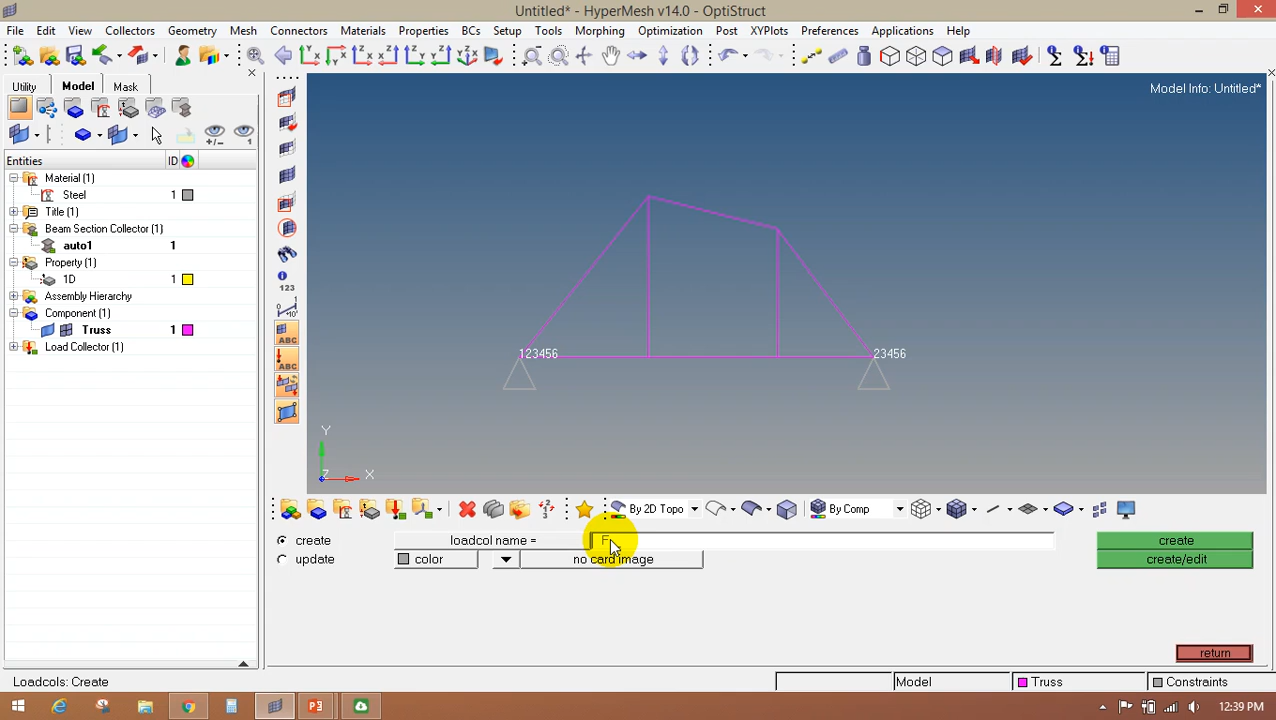 Untitled* - HyperMesh v14.0 - OptiStruct
File Edit View Collectors Geometry Mesh Connectors Materials Properties BCs Setup Tools Morphing Optimization Post XYPlots Preferences Applications Help
Utility Model Mask
Model Info: Untitled*
Entities ID
Material (1)
Steel 1
Title (1)
Beam Section Collector (1)
auto1 1
Property (1)
1D 1
Assembly Hierarchy
Component (1)
Truss 1
Load Collector (1)
123
ABC
ABC
123456
23456
Y
Z X
By 2D Topo By Comp
create loadcol name = F create
update color no card image create/edit
return
Loadcols: Create Model Truss Constraints
12:39 PM